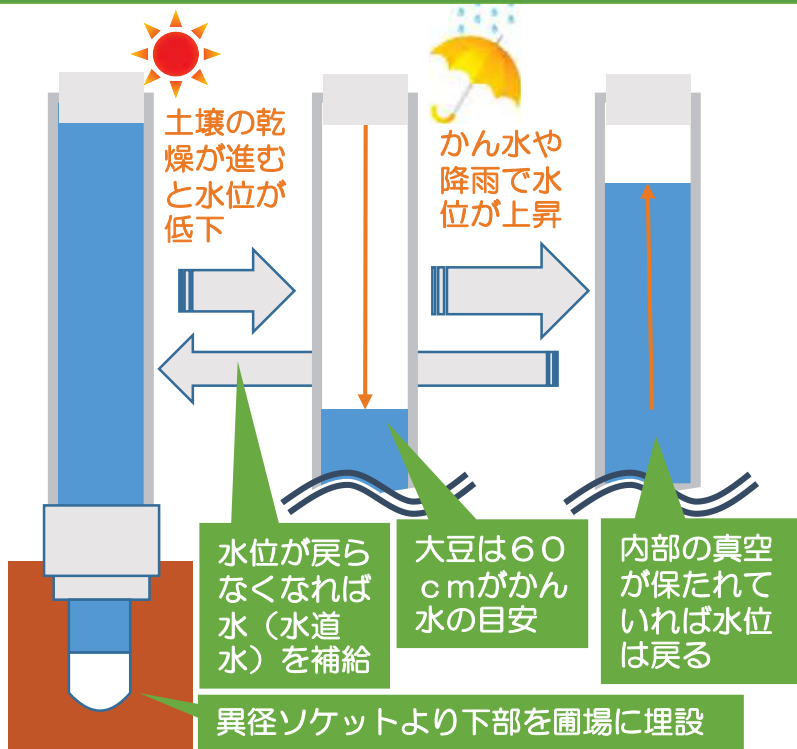 土壌の乾
燥が進む
と水位が
低下
かん水や
降雨で水
位が上昇
水位が戻ら
なくなれば
水（水道
水）を補給
大豆は６０
ｃｍがかん
水の目安
内部の真空
が保たれて
いれば水位
は戻る
異径ソケットより下部を圃場に埋設